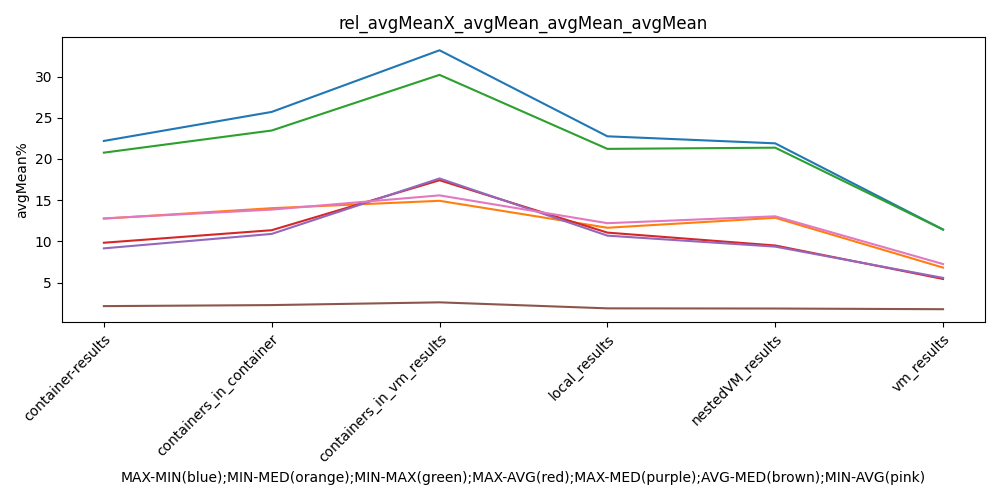 rel_avgMeanX_avgMean_avgMean_avgMean
avgMean%
30
25
20
15
10
5
container-results
containers_in_container
containers_in_vm_results
local_results
nestedVM_results
vm_results
MAX-MIN(blue);MIN-MED(orange);MIN-MAX(green);MAX-AVG(red);MAX-MED(purple);AVG-MED(brown);MIN-AVG(pink)